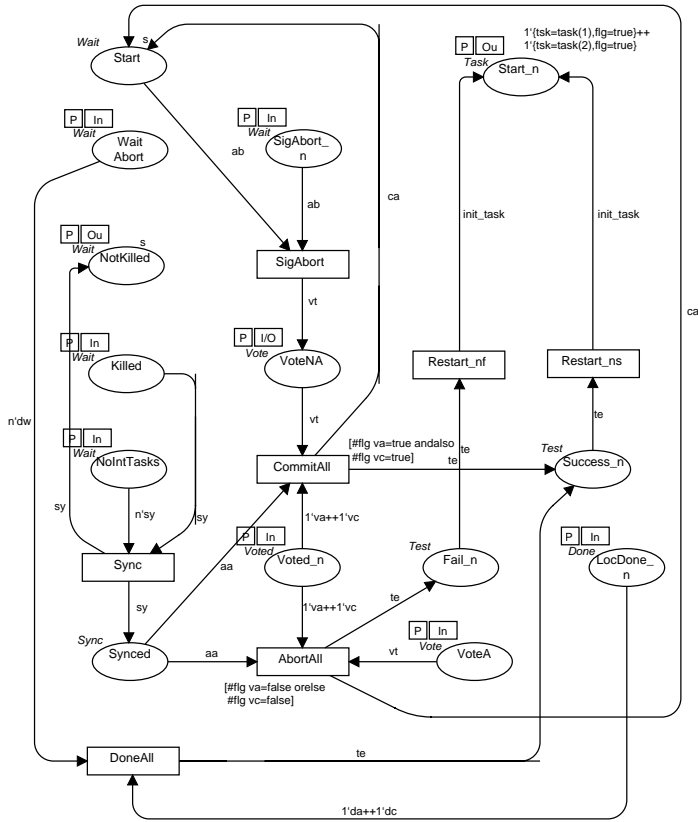 Wait
s
Start
1‘{tsk=task(1),flg=true}++
1‘{tsk=task(2),flg=true}
P Ou
Task
Start_n
P In
Wait
Wait
Abort
P In
Wait
SigAbort_
n
ab
ab
ca
init_task
init_task
P Ou
Wait
s
NotKilled
SigAbort
vt
ca
P I/O
Vote
VoteNA
P In
Wait
Killed
Restart_nf
Restart_ns
n‘dw
vt
te
P In
Wait
NoIntTasks
[#flg va=true andalso
#flg vc=true]
te
te
Test
Success_n
CommitAll
n‘sy
sy
sy
1‘va++1‘vc
P In
Voted
Voted_n
Test
Fail_n
P In
Done
LocDone_
n
Sync
aa
sy
1‘va++1‘vc
te
Sync
Synced
aa
AbortAll
vt
P In
Vote
VoteA
[#flg va=false orelse
#flg vc=false]
DoneAll
te
1‘da++1‘dc